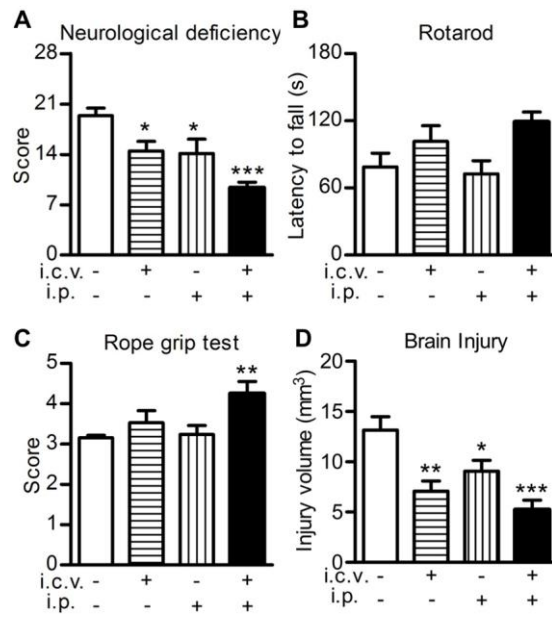 A
Neurological deficiency
Score
28
21
14
7
0
*
*
***
i.c.v. - + - +
i.p. - - + +
B
Rotarod
Latency to fall (s)
180
120
60
0
i.c.v. - + - +
i.p. - - + +
C
Rope grip test
Score
5
4
3
2
1
0
**
i.c.v. - + - +
i.p. - - + +
D
Brain Injury
Injury volume (mm³)
20
15
10
5
0
**
*
***
i.c.v. - + - +
i.p. - - + +